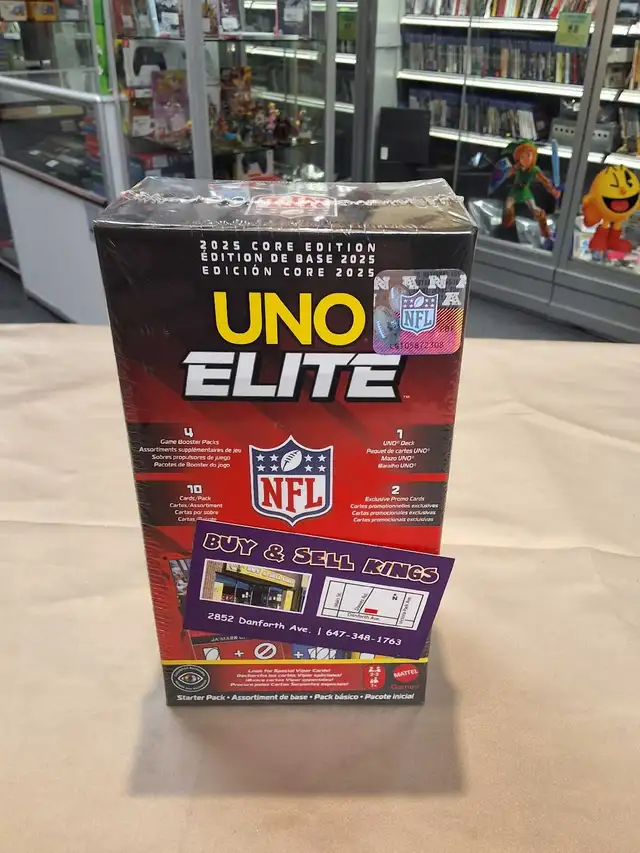 2025 CORE EDITION
ÉDITION DE BASE 2025
EDICIÓN CORE 2025
UNO
ELITE
NFL
4
Game Booster Packs
Assortiments supplémentaires de jeu
Sobres propulsores de juego
Pacotes de Booster do jogo
1
UNO® Deck
Paquet de cartes UNO®
Mazo UNO®
Baralho UNO®
10
Cards/Pack
Cartes/Assortiment
Cartas por sobre
2
Exclusive Promo Cards
Cartes promotionnelles exclusives
Cartas promocionales exclusivas
Cartas promocionais exclusivas
NFL
BUY & SELL KINGS
2852 Danforth Ave. | 647-348-1763
Danforth Ave.
Look for Special Viper Cards!
MATTEL
Games
Starter Pack • Assortiment de base • Pack básico • Pacote inicial